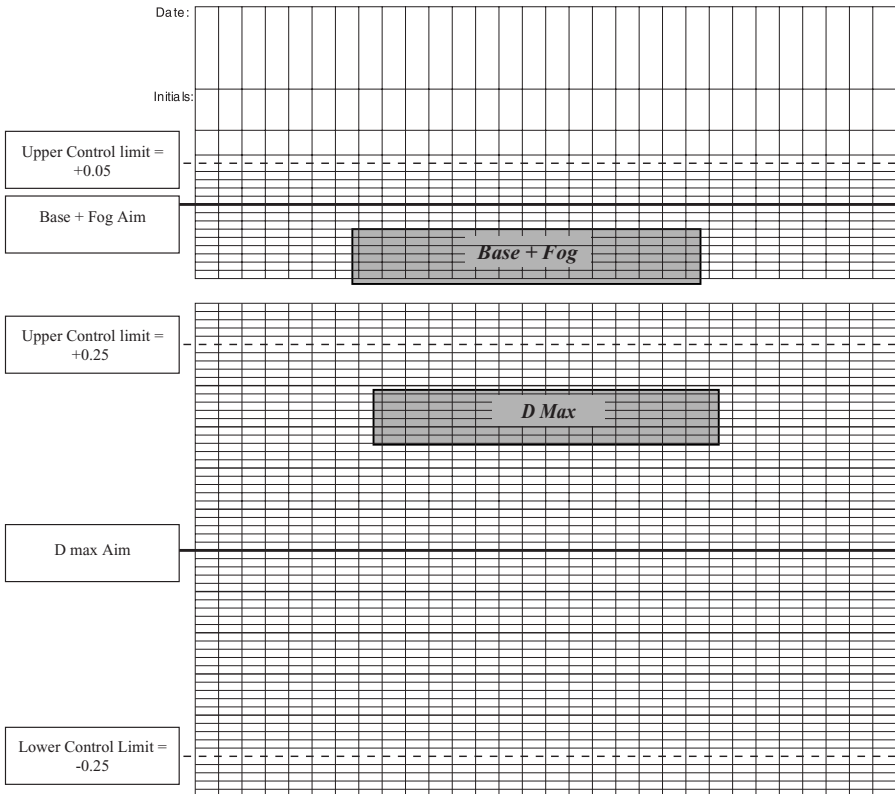 Date:
Initials:
Upper Control limit =
+0.05
Base + Fog Aim
Base + Fog
Upper Control limit =
+0.25
D Max
D max Aim
Lower Control Limit =
-0.25